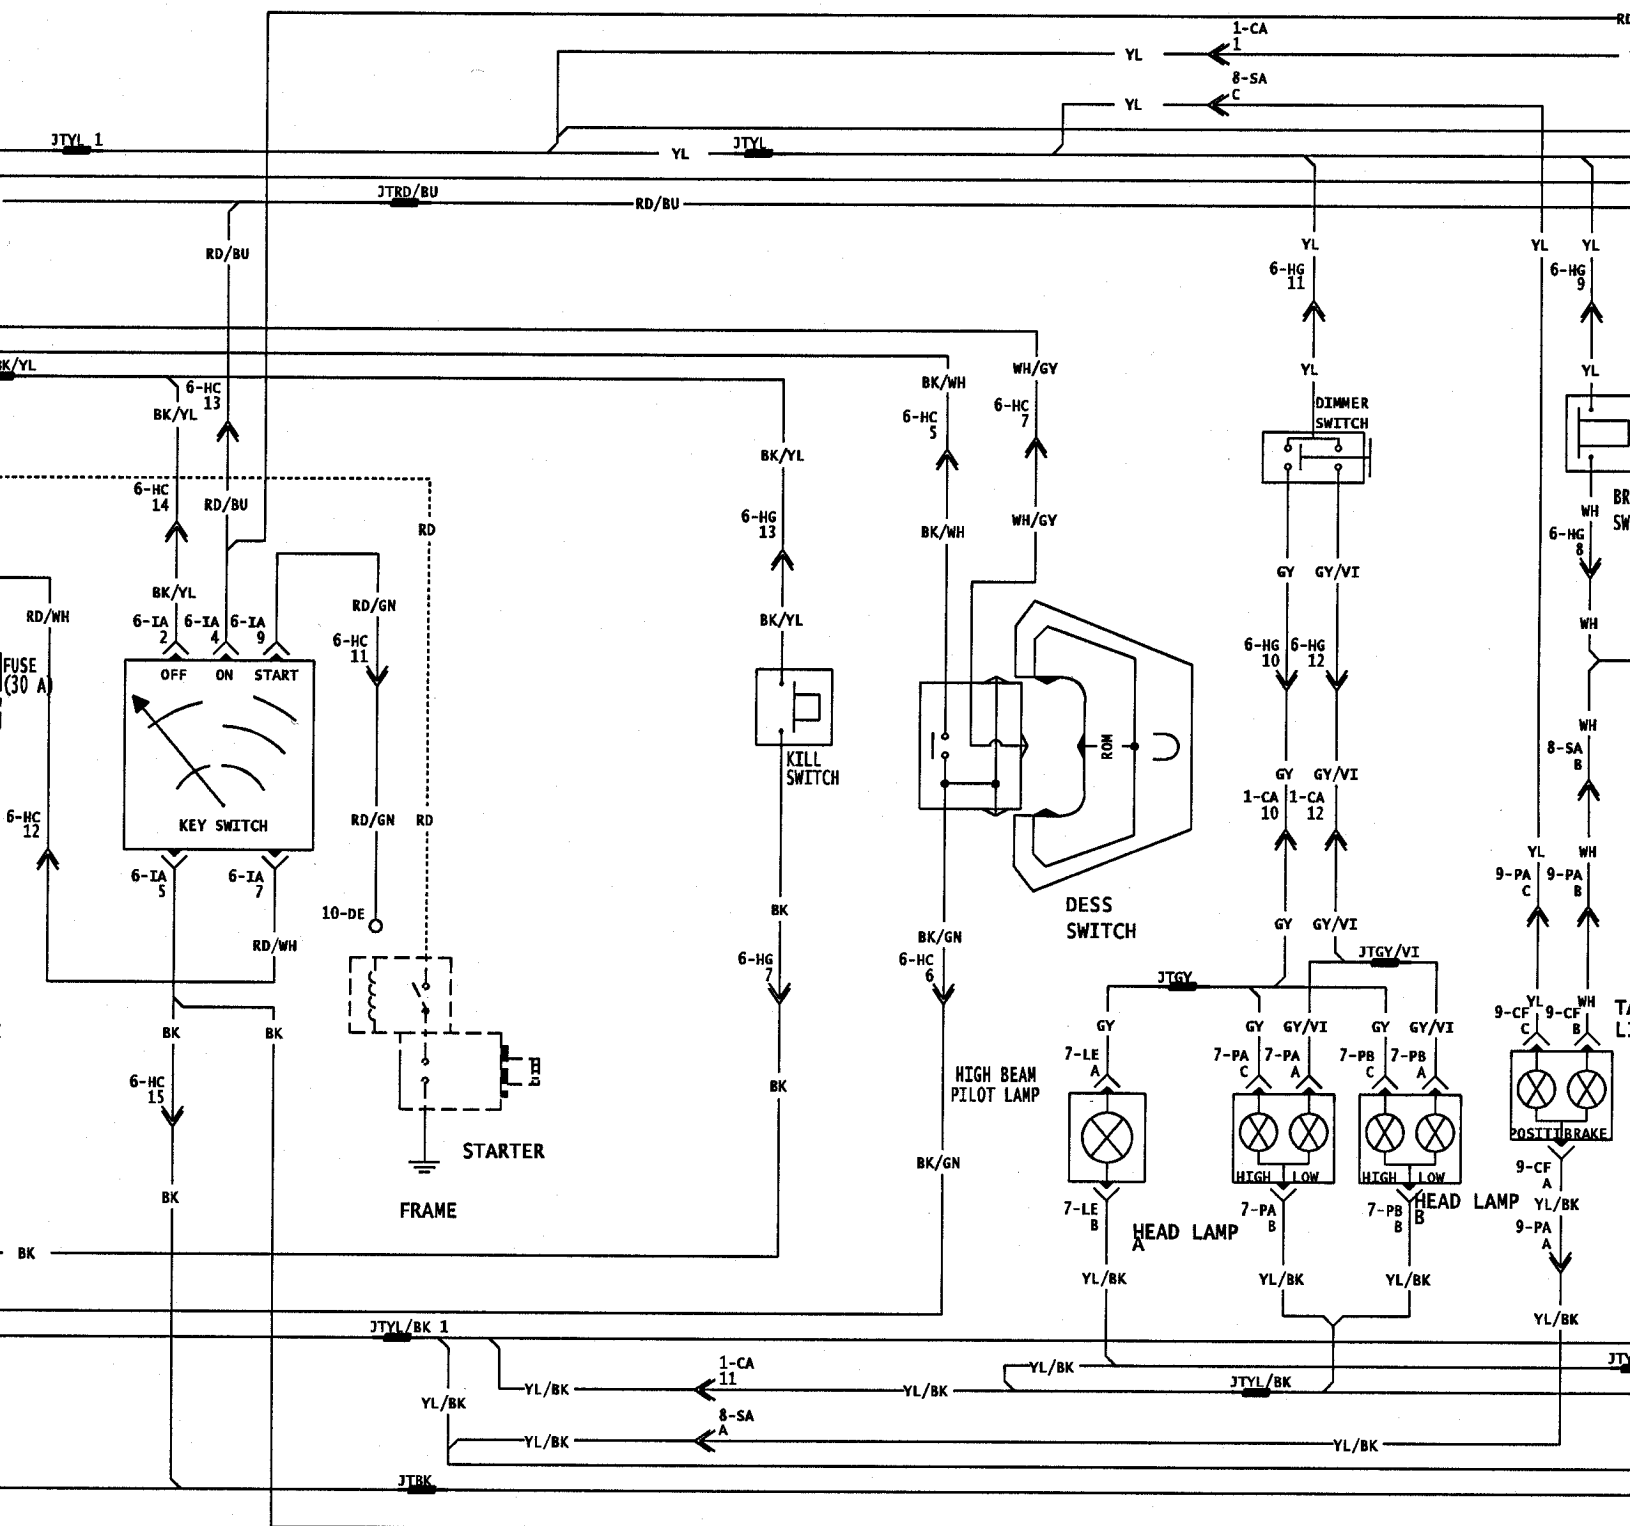 RD
1-CA
1
YL
8-SA
C
YL
JTYL 1
YL
JTYL
JTRD/BU
RD/BU
RD/BU
YL
6-HG
11
YL
YL
6-HG
9
BK/YL
6-HC
13
BK/YL
BK/WH
WH/GY
YL
YL
6-HC
5
6-HC
7
DIMMER
SWITCH
BK/YL
6-HC
14
RD/BU
RD
6-HG
13
BK/WH
WH/GY
WH
6-HG
8
BR
SW
GY
GY/VI
BK/YL
RD/WH
RD/GN
BK/YL
WH
6-IA
2
6-IA
4
6-IA
9
6-HC
11
6-HG
10
6-HG
12
FUSE
(30 A)
OFF
ON
START
KEY SWITCH
KILL
SWITCH
ROM
WH
8-SA
B
GY
GY/VI
1-CA
10
1-CA
12
6-HC
12
RD/GN
RD
YL
WH
6-IA
5
6-IA
7
9-PA
C
9-PA
B
10-DE
BK
DESS
SWITCH
RD/WH
BK/GN
GY
GY/VI
6-HG
7
6-HC
6
JTGY
JTGY/VI
BK
BK
GY
GY
GY/VI
GY
GY/VI
YL
WH
9-CF
C
9-CF
B
TA
LI
6-HC
15
BK
HIGH BEAM
PILOT LAMP
7-LE
A
7-PA
C
7-PA
A
7-PB
C
7-PB
A
STARTER
BK/GN
HIGH
LOW
HIGH
LOW
POSITI
BRAKE
9-CF
A
BK
FRAME
7-LE
B
HEAD LAMP
A
7-PA
B
7-PB
B
HEAD LAMP
B
YL/BK
9-PA
A
BK
YL/BK
YL/BK
YL/BK
YL/BK
JTYL/BK 1
1-CA
11
YL/BK
JTY
YL/BK
YL/BK
YL/BK
JTYL/BK
8-SA
A
YL/BK
YL/BK
JTBK